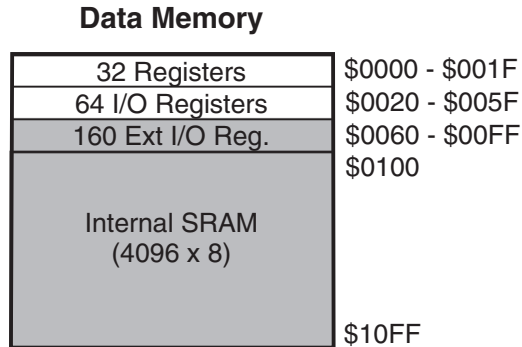 Data Memory
32 Registers $0000 - $001F
64 I/O Registers $0020 - $005F
160 Ext I/O Reg. $0060 - $00FF
$0100
Internal SRAM
(4096 x 8)
$10FF